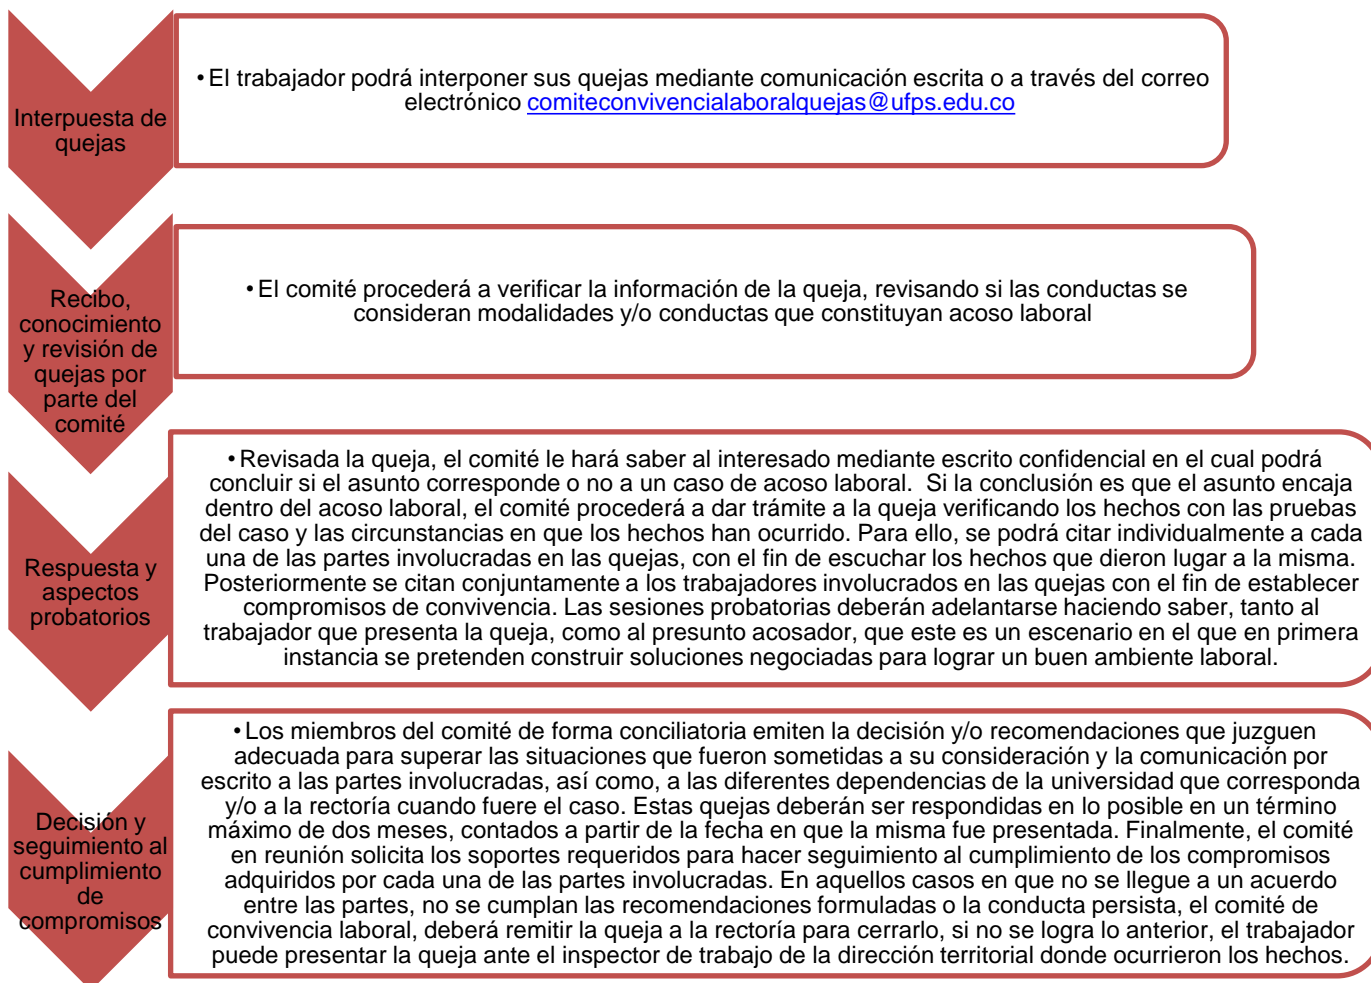 Interpuesta de
quejas
•El trabajador podrá interponer sus quejas mediante comunicación escrita o a través del correo
electrónico comiteconvivencialaboralquejas@ufps.edu.co
Recibo,
conocimiento
y revisión de
quejas por
parte del
comité
•El comité procederá a verificar la información de la queja, revisando si las conductas se
consideran modalidades y/o conductas que constituyan acoso laboral
Respuesta y
aspectos
probatorios
•Revisada la queja, el comité le hará saber al interesado mediante escrito confidencial en el cual podrá
concluir si el asunto corresponde o no a un caso de acoso laboral.  Si la conclusión es que el asunto encaja
dentro del acoso laboral, el comité procederá a dar trámite a la queja verificando los hechos con las pruebas
del caso y las circunstancias en que los hechos han ocurrido. Para ello, se podrá citar individualmente a cada
una de las partes involucradas en las quejas, con el fin de escuchar los hechos que dieron lugar a la misma.
Posteriormente se citan conjuntamente a los trabajadores involucrados en las quejas con el fin de establecer
compromisos de convivencia. Las sesiones probatorias deberán adelantarse haciendo saber, tanto al
trabajador que presenta la queja, como al presunto acosador, que este es un escenario en el que en primera
instancia se pretenden construir soluciones negociadas para lograr un buen ambiente laboral.
Decisión y
seguimiento al
cumplimiento
de
compromisos
•Los miembros del comité de forma conciliatoria emiten la decisión y/o recomendaciones que juzguen
adecuada para superar las situaciones que fueron sometidas a su consideración y la comunicación por
escrito a las partes involucradas, así como, a las diferentes dependencias de la universidad que corresponda
y/o a la rectoría cuando fuere el caso. Estas quejas deberán ser respondidas en lo posible en un término
máximo de dos meses, contados a partir de la fecha en que la misma fue presentada. Finalmente, el comité
en reunión solicita los soportes requeridos para hacer seguimiento al cumplimiento de los compromisos
adquiridos por cada una de las partes involucradas. En aquellos casos en que no se llegue a un acuerdo
entre las partes, no se cumplan las recomendaciones formuladas o la conducta persista, el comité de
convivencia laboral, deberá remitir la queja a la rectoría para cerrarlo, si no se logra lo anterior, el trabajador
puede presentar la queja ante el inspector de trabajo de la dirección territorial donde ocurrieron los hechos.